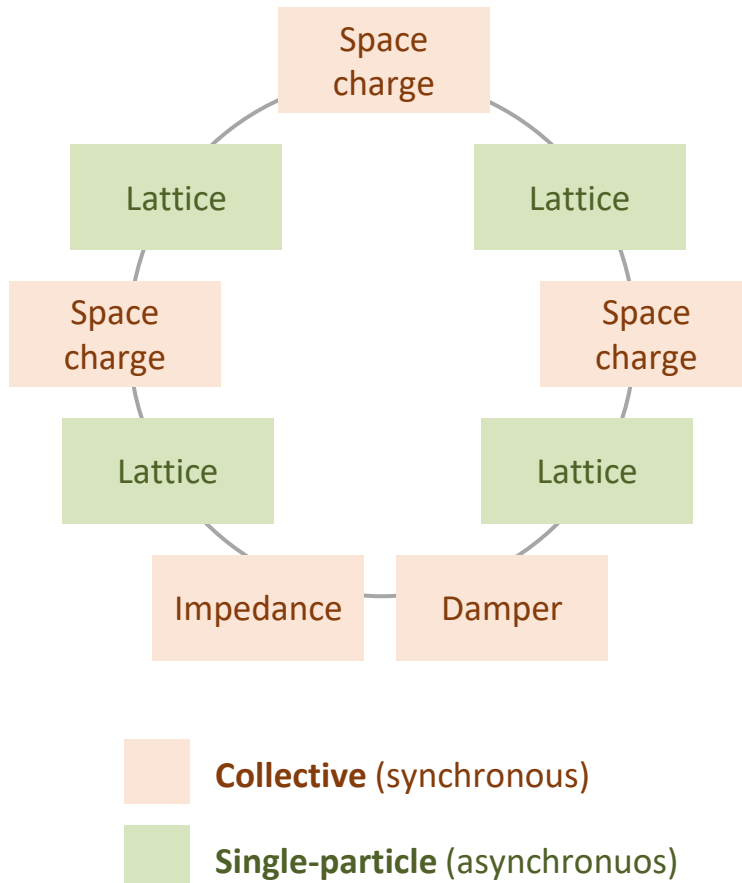 Space
charge
Lattice
Lattice
Space
charge
Space
charge
Lattice
Lattice
Impedance
Damper
Collective (synchronous)
Single-particle (asynchronuos)